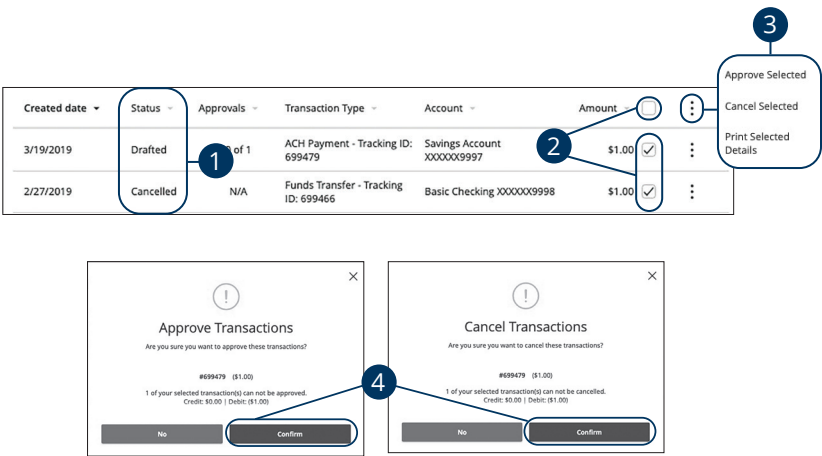 3
Approve Selected
Cancel Selected
Print Selected
Details
Created date Status Approvals Transaction Type Account Amount
3/19/2019 Drafted of 1 ACH Payment - Tracking ID: 699479 Savings Account XXXXXX9997 $1.00
1
2
2/27/2019 Cancelled N/A Funds Transfer - Tracking ID: 699466 Basic Checking XXXXXX9998 $1.00
Approve Transactions
Are you sure you want to approve these transactions?
#699479 ($1.00)
1 of your selected transaction(s) can not be approved.
Credit: $0.00 | Debit: ($1.00)
No Confirm
4
Cancel Transactions
Are you sure you want to cancel these transactions?
#699479 ($1.00)
1 of your selected transaction(s) can not be cancelled.
Credit: $0.00 | Debit: ($1.00)
No Confirm